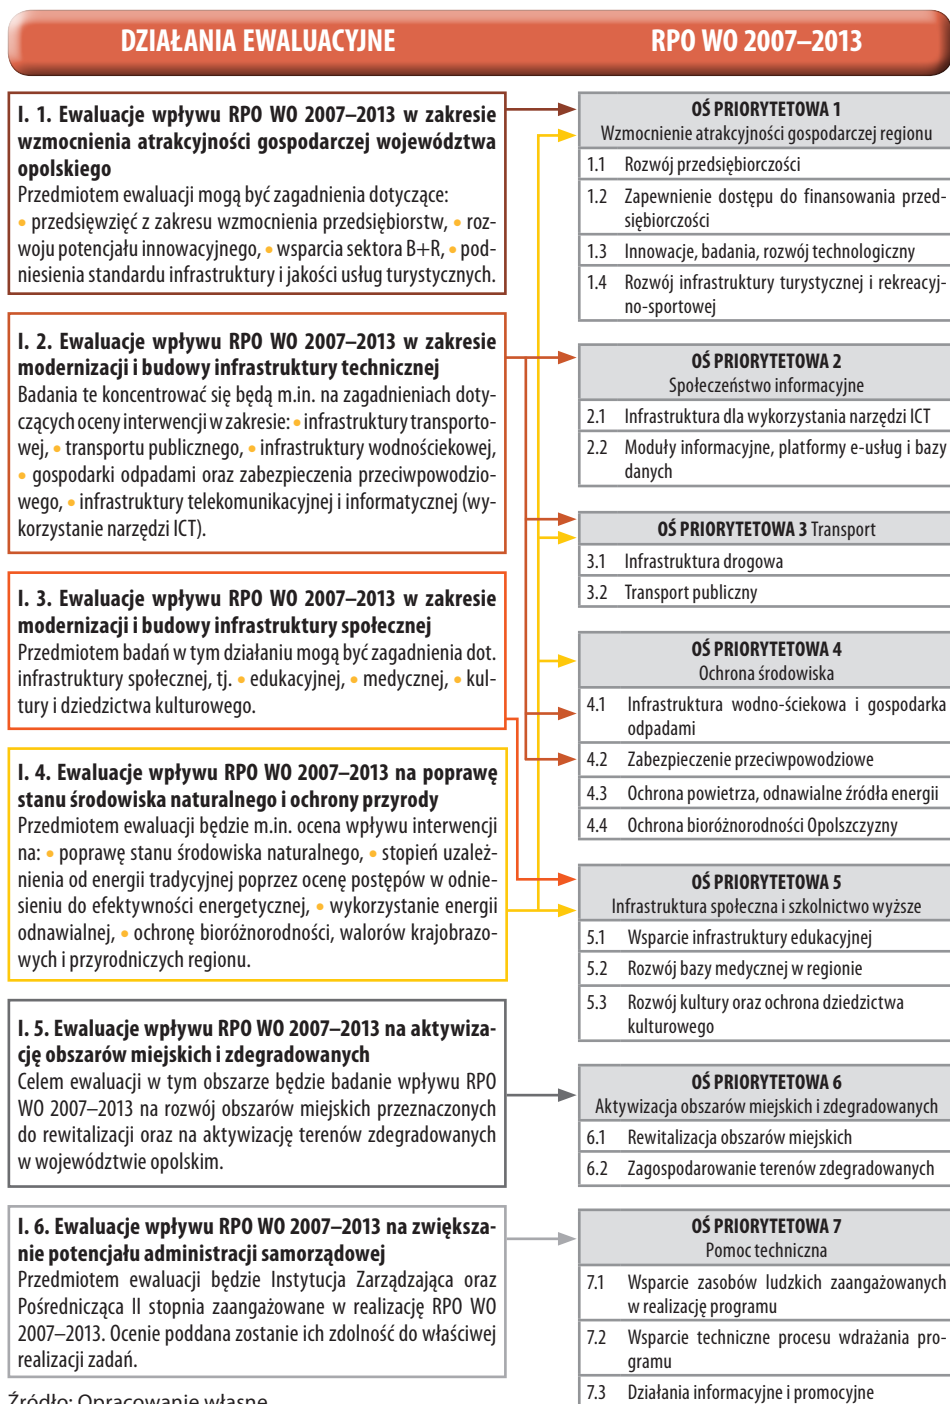 DZIAŁANIA EWALUACYJNE
RPO WO 2007–2013
I. 1. Ewaluacje wpływu RPO WO 2007–2013 w zakresie
wzmocnienia atrakcyjności gospodarczej województwa
opolskiego
Przedmiotem ewaluacji mogą być zagadnienia dotyczące:
• przedsięwzięć z zakresu wzmocnienia przedsiębiorstw, • roz-
woju potencjału innowacyjnego, • wsparcia sektora B+R, • pod-
niesienia standardu infrastruktury i jakości usług turystycznych.
I. 2. Ewaluacje wpływu RPO WO 2007–2013 w zakresie
modernizacji i budowy infrastruktury technicznej
Badania te koncentrować się będą m.in. na zagadnieniach doty-
czących oceny interwencji w zakresie: • infrastruktury transporto-
wej, • transportu publicznego, • infrastruktury wodnościekowej,
• gospodarki odpadami oraz zabezpieczenia przeciwpowodzio-
wego, • infrastruktury telekomunikacyjnej i informatycznej (wy-
korzystanie narzędzi ICT).
I. 3. Ewaluacje wpływu RPO WO 2007–2013 w zakresie
modernizacji i budowy infrastruktury społecznej
Przedmiotem badań w tym działaniu mogą być zagadnienia dot.
infrastruktury społecznej, tj. • edukacyjnej, • medycznej, • kul-
tury i dziedzictwa kulturowego.
I. 4. Ewaluacje wpływu RPO WO 2007–2013 na poprawę
stanu środowiska naturalnego i ochrony przyrody
Przedmiotem ewaluacji będzie m.in. ocena wpływu interwencji
na: • poprawę stanu środowiska naturalnego, • stopień uzależ-
nienia od energii tradycyjnej poprzez ocenę postępów w odnie-
sieniu do efektywności energetycznej, • wykorzystanie energii
odnawialnej, • ochronę bioróżnorodności, walorów krajobrazo-
wych i przyrodniczych regionu.
I. 5. Ewaluacje wpływu RPO WO 2007–2013 na aktywiza-
cję obszarów miejskich i zdegradowanych
Celem ewaluacji w tym obszarze będzie badanie wpływu RPO
WO 2007–2013 na rozwój obszarów miejskich przeznaczonych
do rewitalizacji oraz na aktywizację terenów zdegradowanych
w województwie opolskim.
I. 6. Ewaluacje wpływu RPO WO 2007–2013 na zwiększa-
nie potencjału administracji samorządowej
Przedmiotem ewaluacji będzie Instytucja Zarządzająca oraz
Pośrednicząca II stopnia zaangażowane w realizację RPO WO
2007–2013. Ocenie poddana zostanie ich zdolność do właściwej
realizacji zadań.
Źródło: Opracowanie własne
OŚ PRIORYTETOWA 1
Wzmocnienie atrakcyjności gospodarczej regionu
1.1 Rozwój przedsiębiorczości
1.2 Zapewnienie dostępu do finansowania przed-
siębiorczości
1.3 Innowacje, badania, rozwój technologiczny
1.4 Rozwój infrastruktury turystycznej i rekreacyj-
no-sportowej
OŚ PRIORYTETOWA 2
Społeczeństwo informacyjne
2.1 Infrastruktura dla wykorzystania narzędzi ICT
2.2 Moduły informacyjne, platformy e-usług i bazy
danych
OŚ PRIORYTETOWA 3 Transport
3.1 Infrastruktura drogowa
3.2 Transport publiczny
OŚ PRIORYTETOWA 4
Ochrona środowiska
4.1 Infrastruktura wodno-ściekowa i gospodarka
odpadami
4.2 Zabezpieczenie przeciwpowodziowe
4.3 Ochrona powietrza, odnawialne źródła energii
4.4 Ochrona bioróżnorodności Opolszczyzny
OŚ PRIORYTETOWA 5
Infrastruktura społeczna i szkolnictwo wyższe
5.1 Wsparcie infrastruktury edukacyjnej
5.2 Rozwój bazy medycznej w regionie
5.3 Rozwój kultury oraz ochrona dziedzictwa
kulturowego
OŚ PRIORYTETOWA 6
Aktywizacja obszarów miejskich i zdegradowanych
6.1 Rewitalizacja obszarów miejskich
6.2 Zagospodarowanie terenów zdegradowanych
OŚ PRIORYTETOWA 7
Pomoc techniczna
7.1 Wsparcie zasobów ludzkich zaangażowanych
w realizację programu
7.2 Wsparcie techniczne procesu wdrażania pro-
gramu
7.3 Działania informacyjne i promocyjne